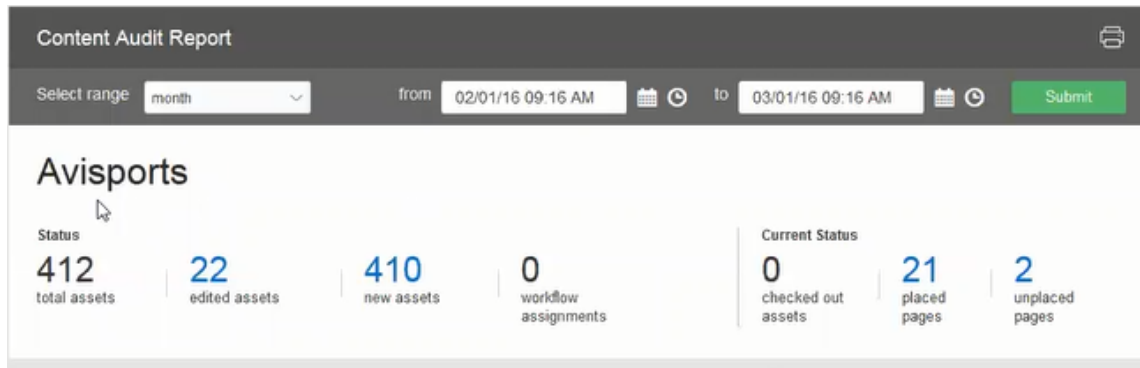 Content Audit Report
Select range month from 02/01/16 09:16 AM to 03/01/16 09:16 AM Submit
Avisports
Status
412 22 410 0
total assets edited assets new assets workflow
assignments
Current Status
0 21 2
checked out placed unplaced
assets pages pages